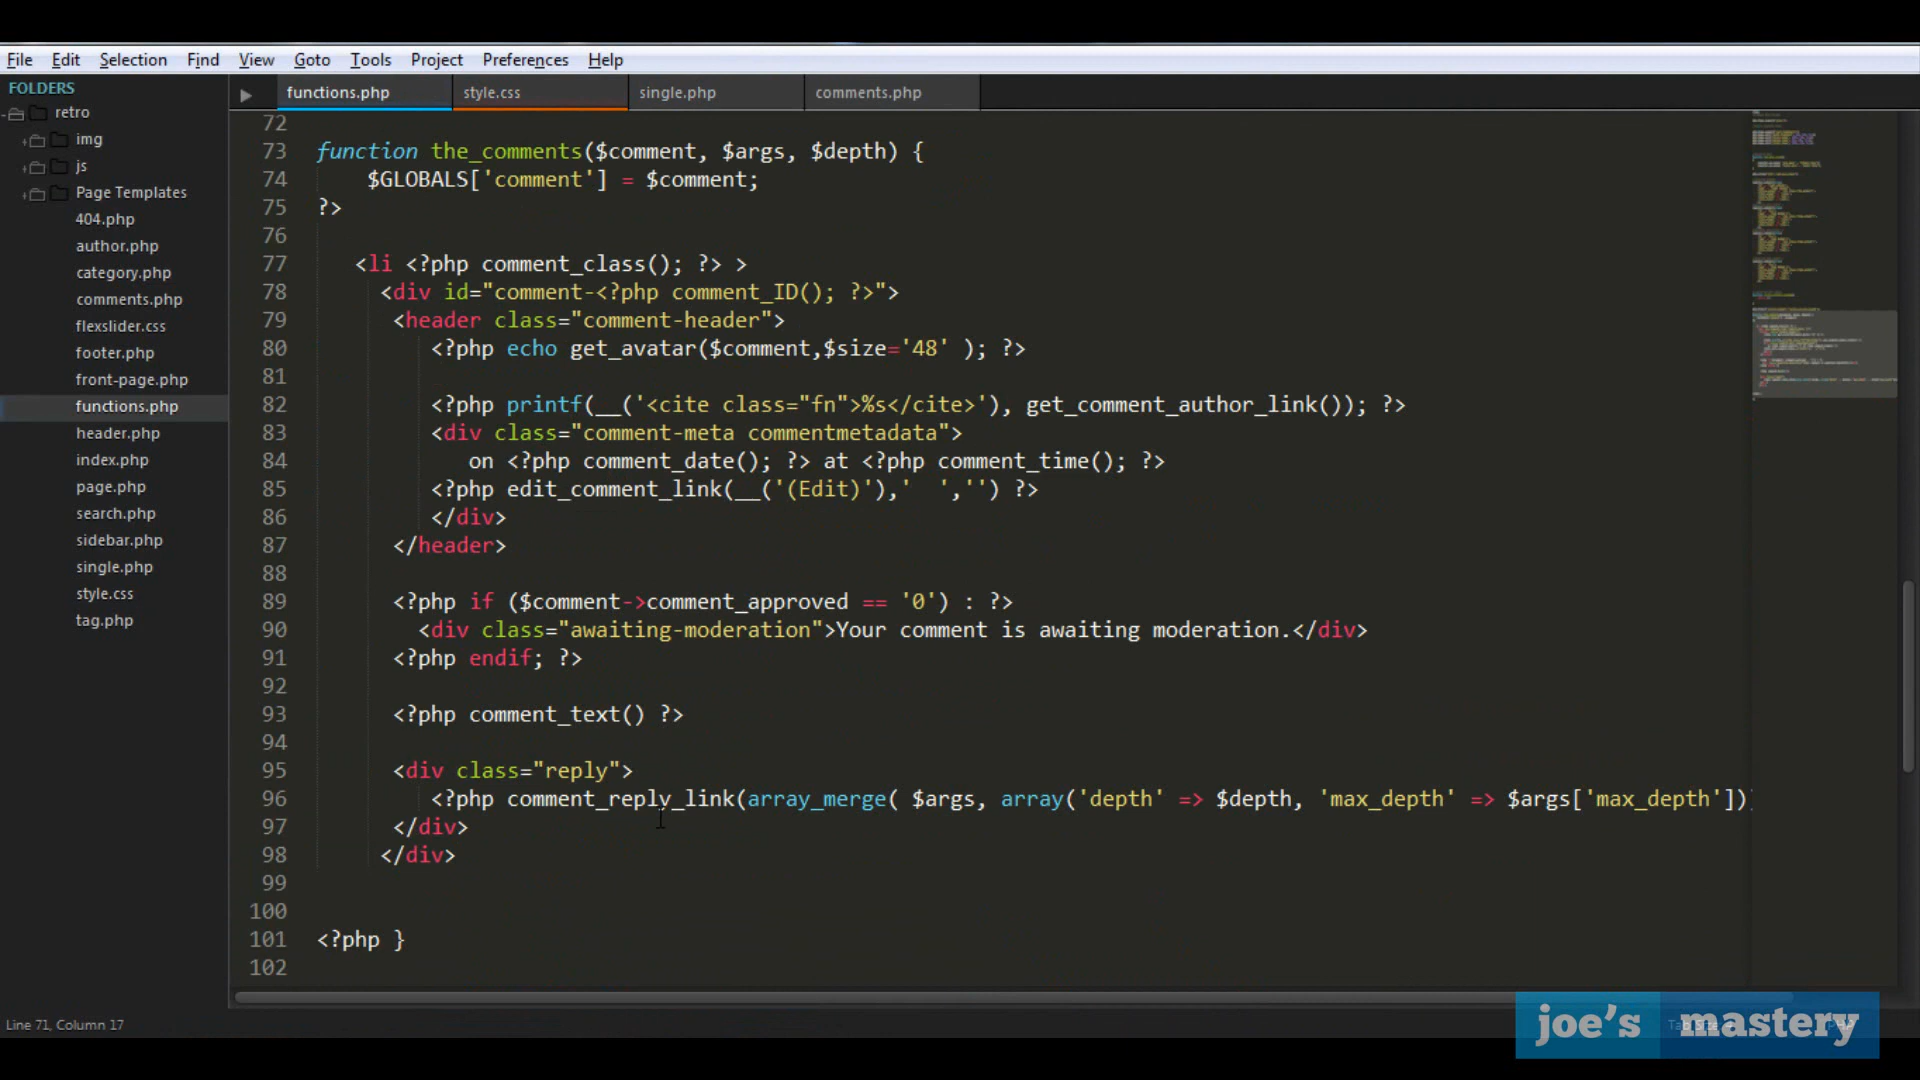 File Edit Selection Find View Goto Tools Project Preferences Help
FOLDERS
retro
img
js
Page Templates
404.php
author.php
category.php
comments.php
flexslider.css
footer.php
front-page.php
functions.php
header.php
index.php
page.php
search.php
sidebar.php
single.php
style.css
tag.php
functions.php style.css single.php comments.php
72
73 function the_comments($comment, $args, $depth) {
74 $GLOBALS['comment'] = $comment;
75 ?>
76
77 <li <?php comment_class(); ?> >
78 <div id="comment-<?php comment_ID(); ?>">
79 <header class="comment-header">
80 <?php echo get_avatar($comment,$size='48' ); ?>
81
82 <?php printf(__('<cite class="fn">%s</cite>'), get_comment_author_link()); ?>
83 <div class="comment-meta commentmetadata">
84 on <?php comment_date(); ?> at <?php comment_time(); ?>
85 <?php edit_comment_link(__('(Edit)'),'  ','') ?>
86 </div>
87 </header>
88
89 <?php if ($comment->comment_approved == '0') : ?>
90 <div class="awaiting-moderation">Your comment is awaiting moderation.</div>
91 <?php endif; ?>
92
93 <?php comment_text() ?>
94
95 <div class="reply">
96 <?php comment_reply_link(array_merge( $args, array('depth' => $depth, 'max_depth' => $args['max_depth'])
97 </div>
98 </div>
99
100
101 <?php }
102
Line 71, Column 17
joe's mastery